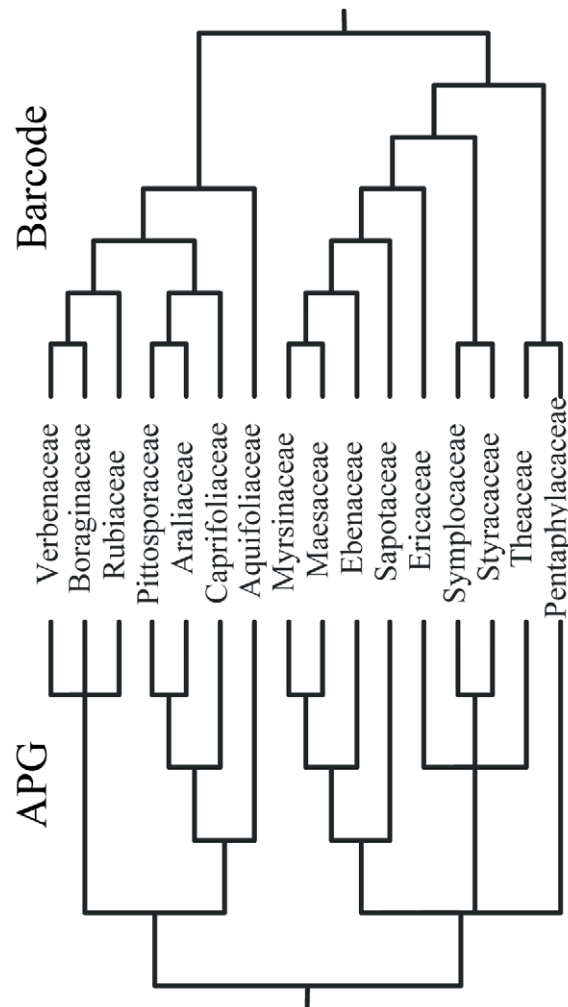 Barcode
Verbenaceae
Boraginaceae
Rubiaceae
Pittosporaceae
Araliaceae
Caprifoliaceae
Aquifoliaceae
Myrsinaceae
Maesaceae
Ebenaceae
Sapotaceae
Ericaceae
Symplocaceae
Styracaceae
Theaceae
Pentaphylacaceae
APG